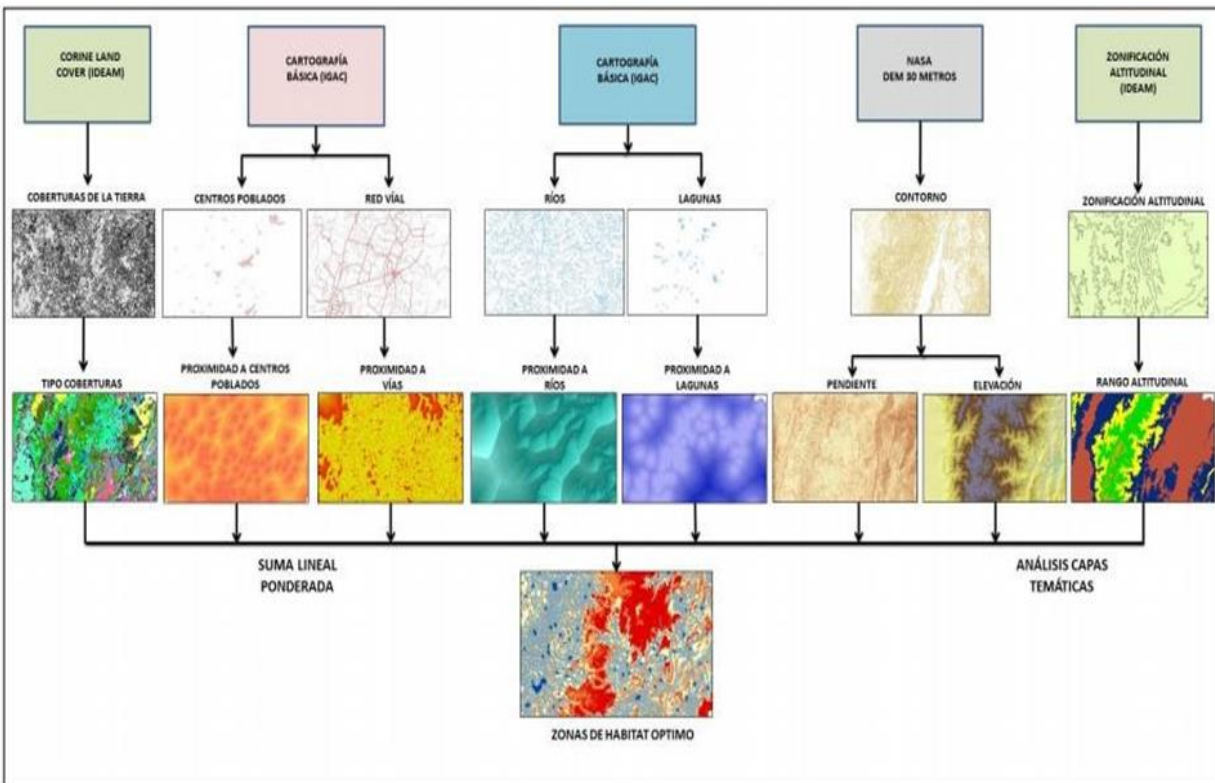 CORINE LAND
COVER (IDEAM)
CARTOGRAFÍA
BÁSICA (IGAC)
CARTOGRAFÍA
BÁSICA (IGAC)
NASA
DEM 30 METROS
ZONIFICACIÓN
ALTITUDINAL
(IDEAM)
COBERTURAS DE LA TIERRA
CENTROS POBLADOS
RED VÍAL
RÍOS
LAGUNAS
CONTORNO
ZONIFICACIÓN ALTITUDINAL
TIPO COBERTURAS
PROXIMIDAD A CENTROS
POBLADOS
PROXIMIDAD A
VÍAS
PROXIMIDAD A
RÍOS
PROXIMIDAD A
LAGUNAS
PENDIENTE
ELEVACIÓN
RANGO ALTITUDINAL
SUMA LINEAL
PONDERADA
ANÁLISIS CAPAS
TEMÁTICAS
ZONAS DE HABITAT OPTIMO